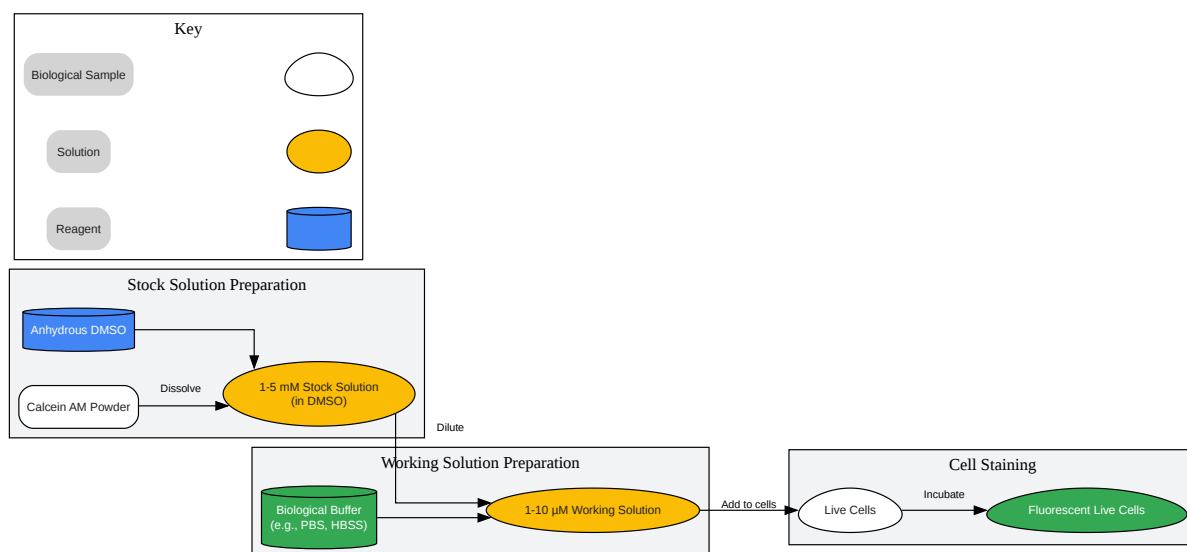 Key
Biological Sample
Solution
Reagent
Stock Solution Preparation
Anhydrous DMSO
Calcein AM Powder
Dissolve
1-5 mM Stock Solution
(in DMSO)
Dilute
Working Solution Preparation
Biological Buffer
(e.g., PBS, HBSS)
1-10 µM Working Solution
Add to cells
Cell Staining
Live Cells
Incubate
Fluorescent Live Cells